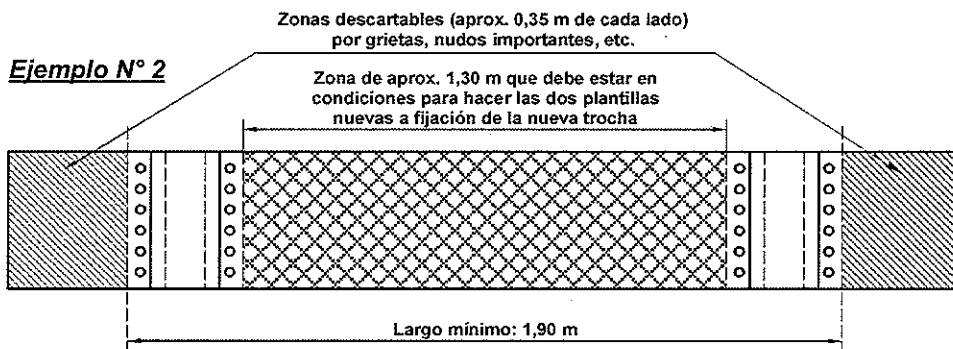 Zonas descartables (aprox. 0,35 m de cada lado)
por grietas, nudos importantes, etc.
Ejemplo N° 2
Zona de aprox. 1,30 m que debe estar en
condiciones para hacer las dos plantillas
nuevas a fijación de la nueva trocha
Largo mínimo: 1,90 m